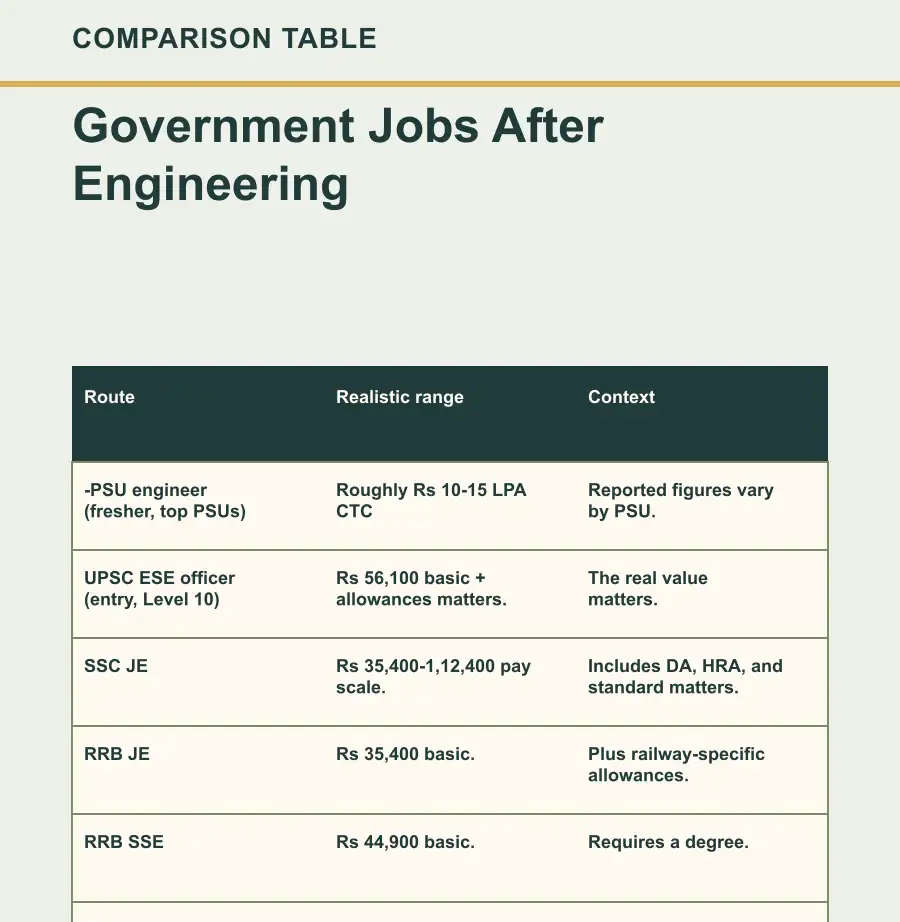 COMPARISON TABLE
Government Jobs After
Engineering
Route Realistic range Context
-PSU engineer Roughly Rs 10-15 LPA Reported figures vary
(fresher, top PSUs) CTC by PSU.
UPSC ESE officer Rs 56,100 basic + The real value
(entry, Level 10) allowances matters. matters.
SSC JE Rs 35,400-1,12,400 pay Includes DA, HRA, and
scale. standard matters.
RRB JE Rs 35,400 basic. Plus railway-specific
allowances.
RRB SSE Rs 44,900 basic. Requires a degree.